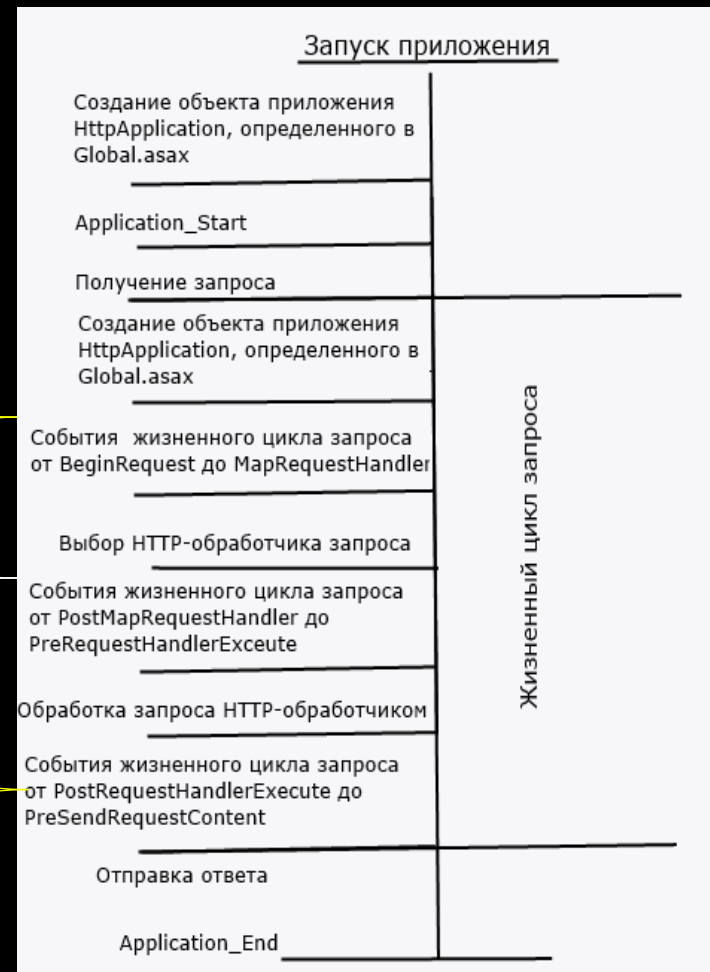 Запуск приложения
Создание объекта приложения
HttpApplication, определенного в
Global.asax
Application_Start
Получение запроса
Создание объекта приложения
HttpApplication, определенного в
Global.asax
События жизненного цикла запроса
от BeginRequest до MapRequestHandler
Выбор HTTP-обработчика запроса
События жизненного цикла запроса
от PostMapRequestHandler до
PreRequestHandlerExceute
Обработка запроса HTTP-обработчиком
События жизненного цикла запроса
от PostRequestHandlerExecute до
PreSendRequestContent
Отправка ответа
Application_End
Жизненный цикл запроса